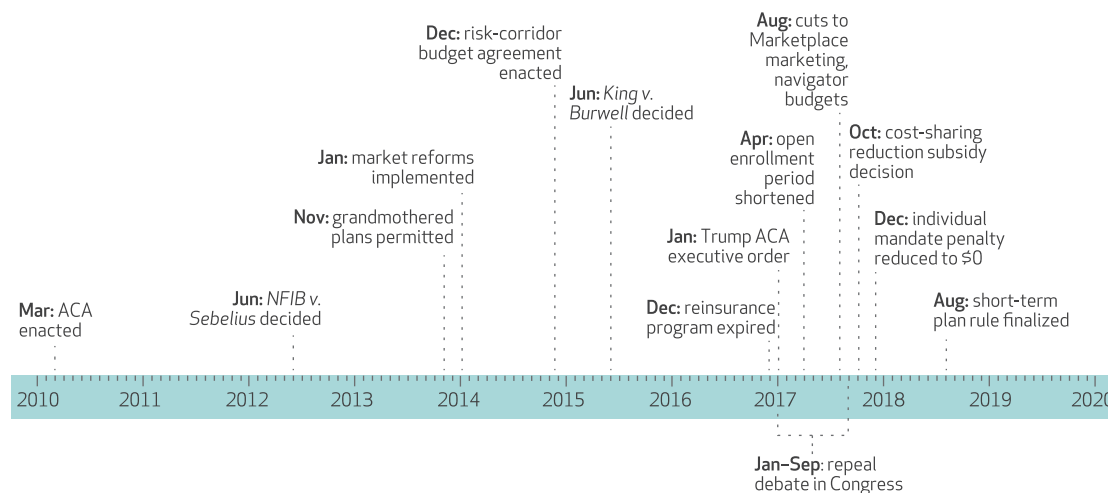 Mar: ACA
enacted
Jun: NFIB v.
Sebelius decided
Nov: grandmothered
plans permitted
Jan: market reforms
implemented
Dec: risk-corridor
budget agreement
enacted
Jun: King v.
Burwell decided
Dec: reinsurance
program expired
Jan: Trump ACA
executive order
Apr: open
enrollment
period
shortened
Aug: cuts to
Marketplace
marketing,
navigator
budgets
Oct: cost-sharing
reduction subsidy
decision
Dec: individual
mandate penalty
reduced to $0
Aug: short-term
plan rule finalized
2010 2011 2012 2013 2014 2015 2016 2017 2018 2019 2020
Jan–Sep: repeal
debate in Congress